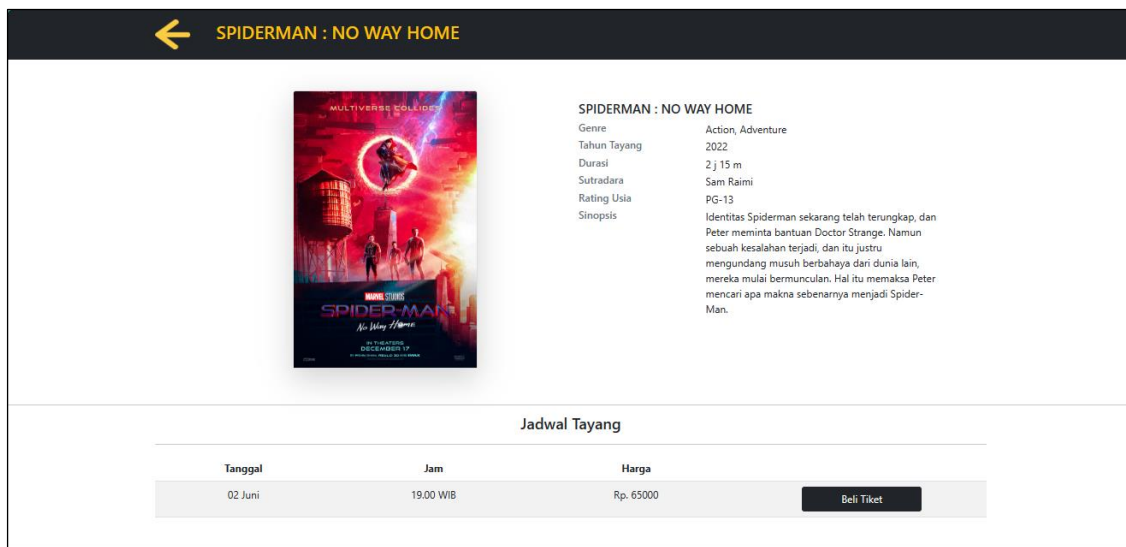 SPIDERMAN : NO WAY HOME
MULTIVERSE COLLIDES
MARVEL STUDIOS
SPIDER-MAN
No Way Home
IN THEATERS
DECEMBER 17
SPIDERMAN : NO WAY HOME
Genre Action, Adventure
Tahun Tayang 2022
Durasi 2 j 15 m
Sutradara Sam Raimi
Rating Usia PG-13
Sinopsis Identitas Spiderman sekarang telah terungkap, dan
Peter meminta bantuan Doctor Strange. Namun
sebuah kesalahan terjadi, dan itu justru
mengundang musuh berbahaya dari dunia lain,
mereka mulai bermunculan. Hal itu memaksa Peter
mencari apa makna sebenarnya menjadi Spider-
Man.
Jadwal Tayang
Tanggal Jam Harga
02 Juni 19.00 WIB Rp. 65000 Beli Tiket